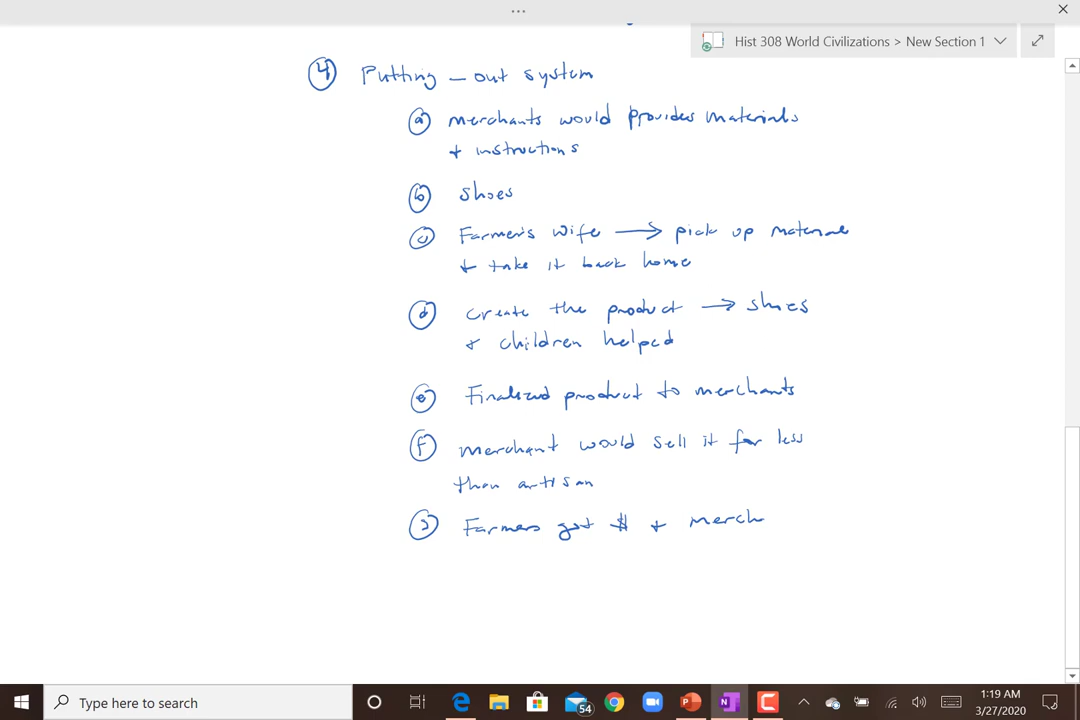 Hist 308 World Civilizations > New Section 1
④ Putting - out system
ⓐ merchants would provides materials
+ instructions
ⓑ shoes
ⓒ Farmer's wife → pick up material
+ take it back home
ⓓ create the product → shoes
+ children helped
ⓔ Finalized product to merchants
ⓕ merchant would sell it for less
than artisan
ⓖ Farmers got $ + merch
Type here to search
54
1:19 AM
3/27/2020